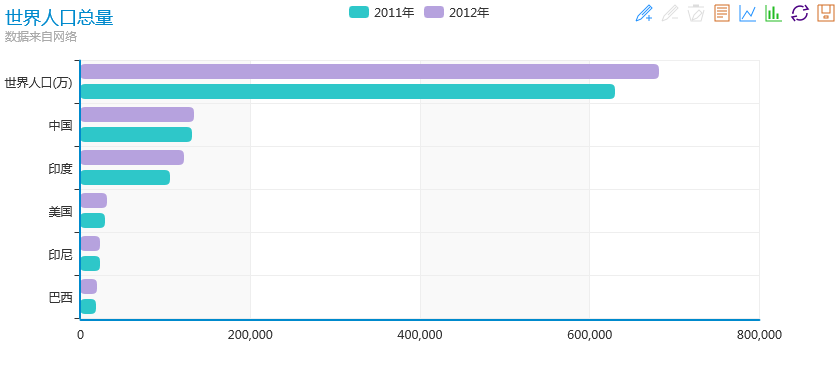 世界人口总量
数据来自网络
2011年 2012年
世界人口(万)
中国
印度
美国
印尼
巴西
0 200,000 400,000 600,000 800,000